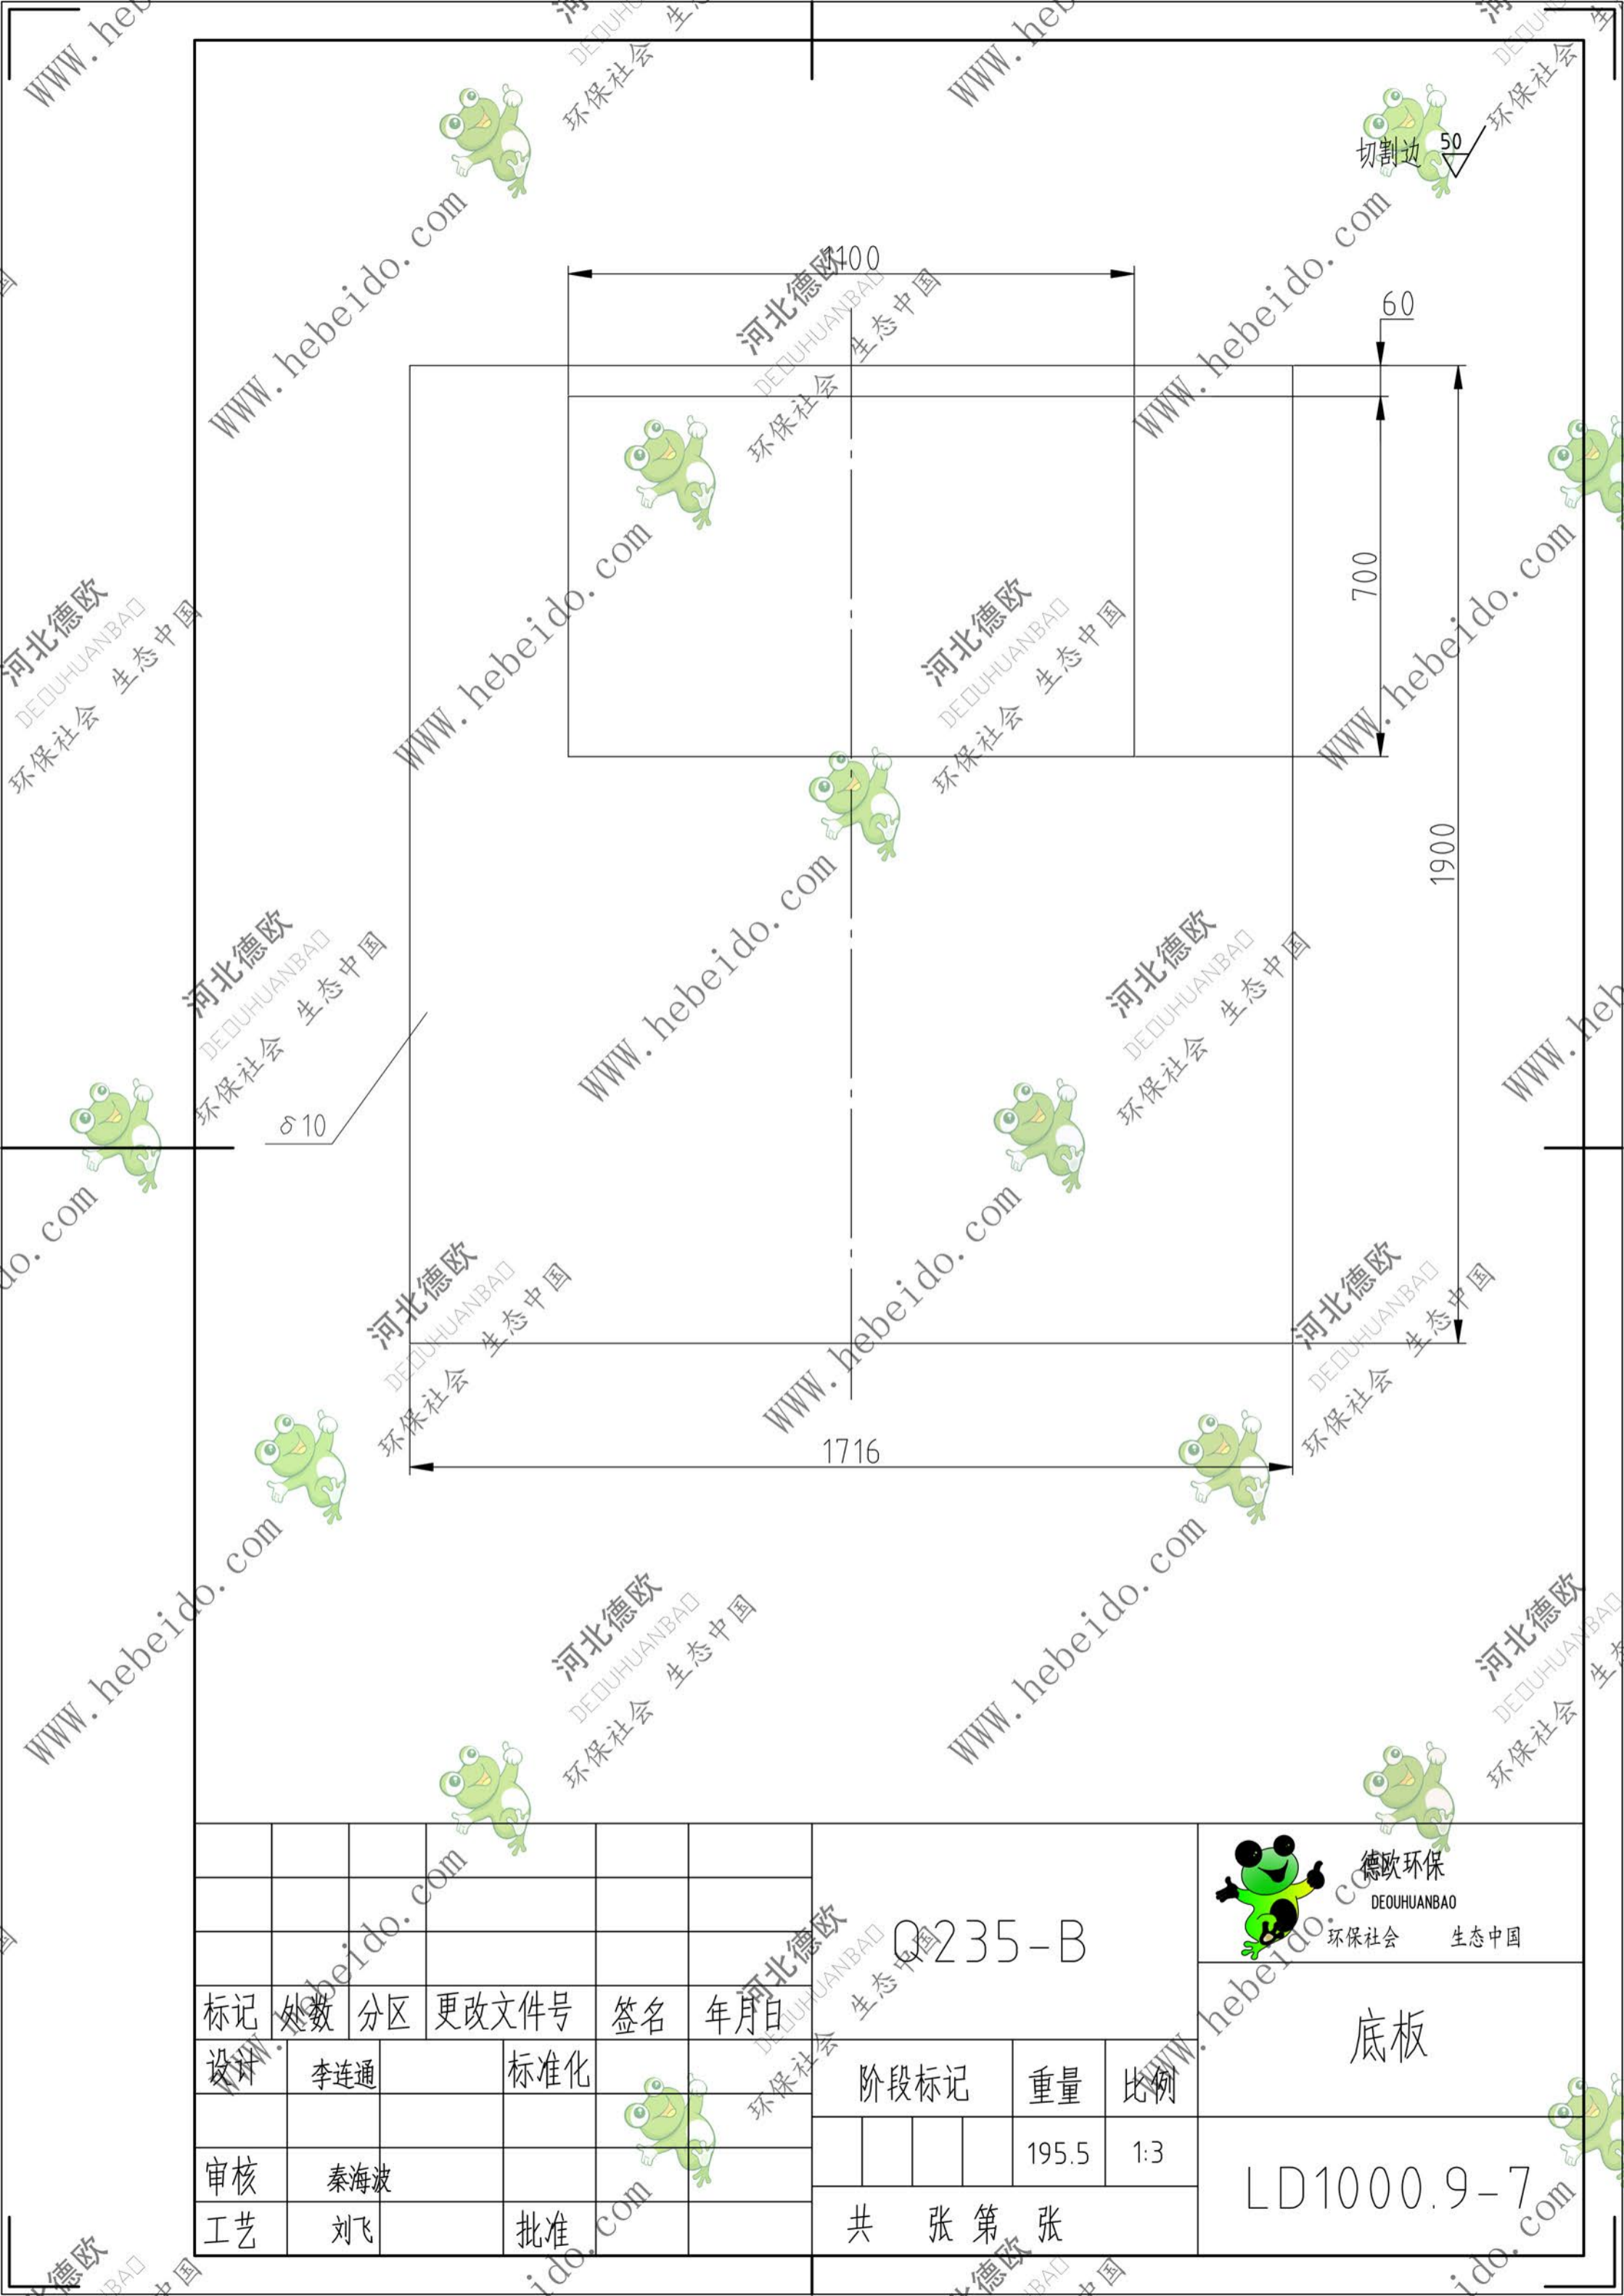 切割边 50
1100
60
700
1900
δ10
1716
Q235-B
德欧环保
DEOUHUANBAO
环保社会 生态中国
标记 处数 分区 更改文件号 签名 年月日
设计 李连通 标准化
阶段标记 重量 比例
底板
195.5 1:3
审核 秦海波
LD1000.9-7
工艺 刘飞 批准
共 张 第 张
WWW.hebeido.com
河北德欧
DEOUHUANBAO
环保社会 生态中国